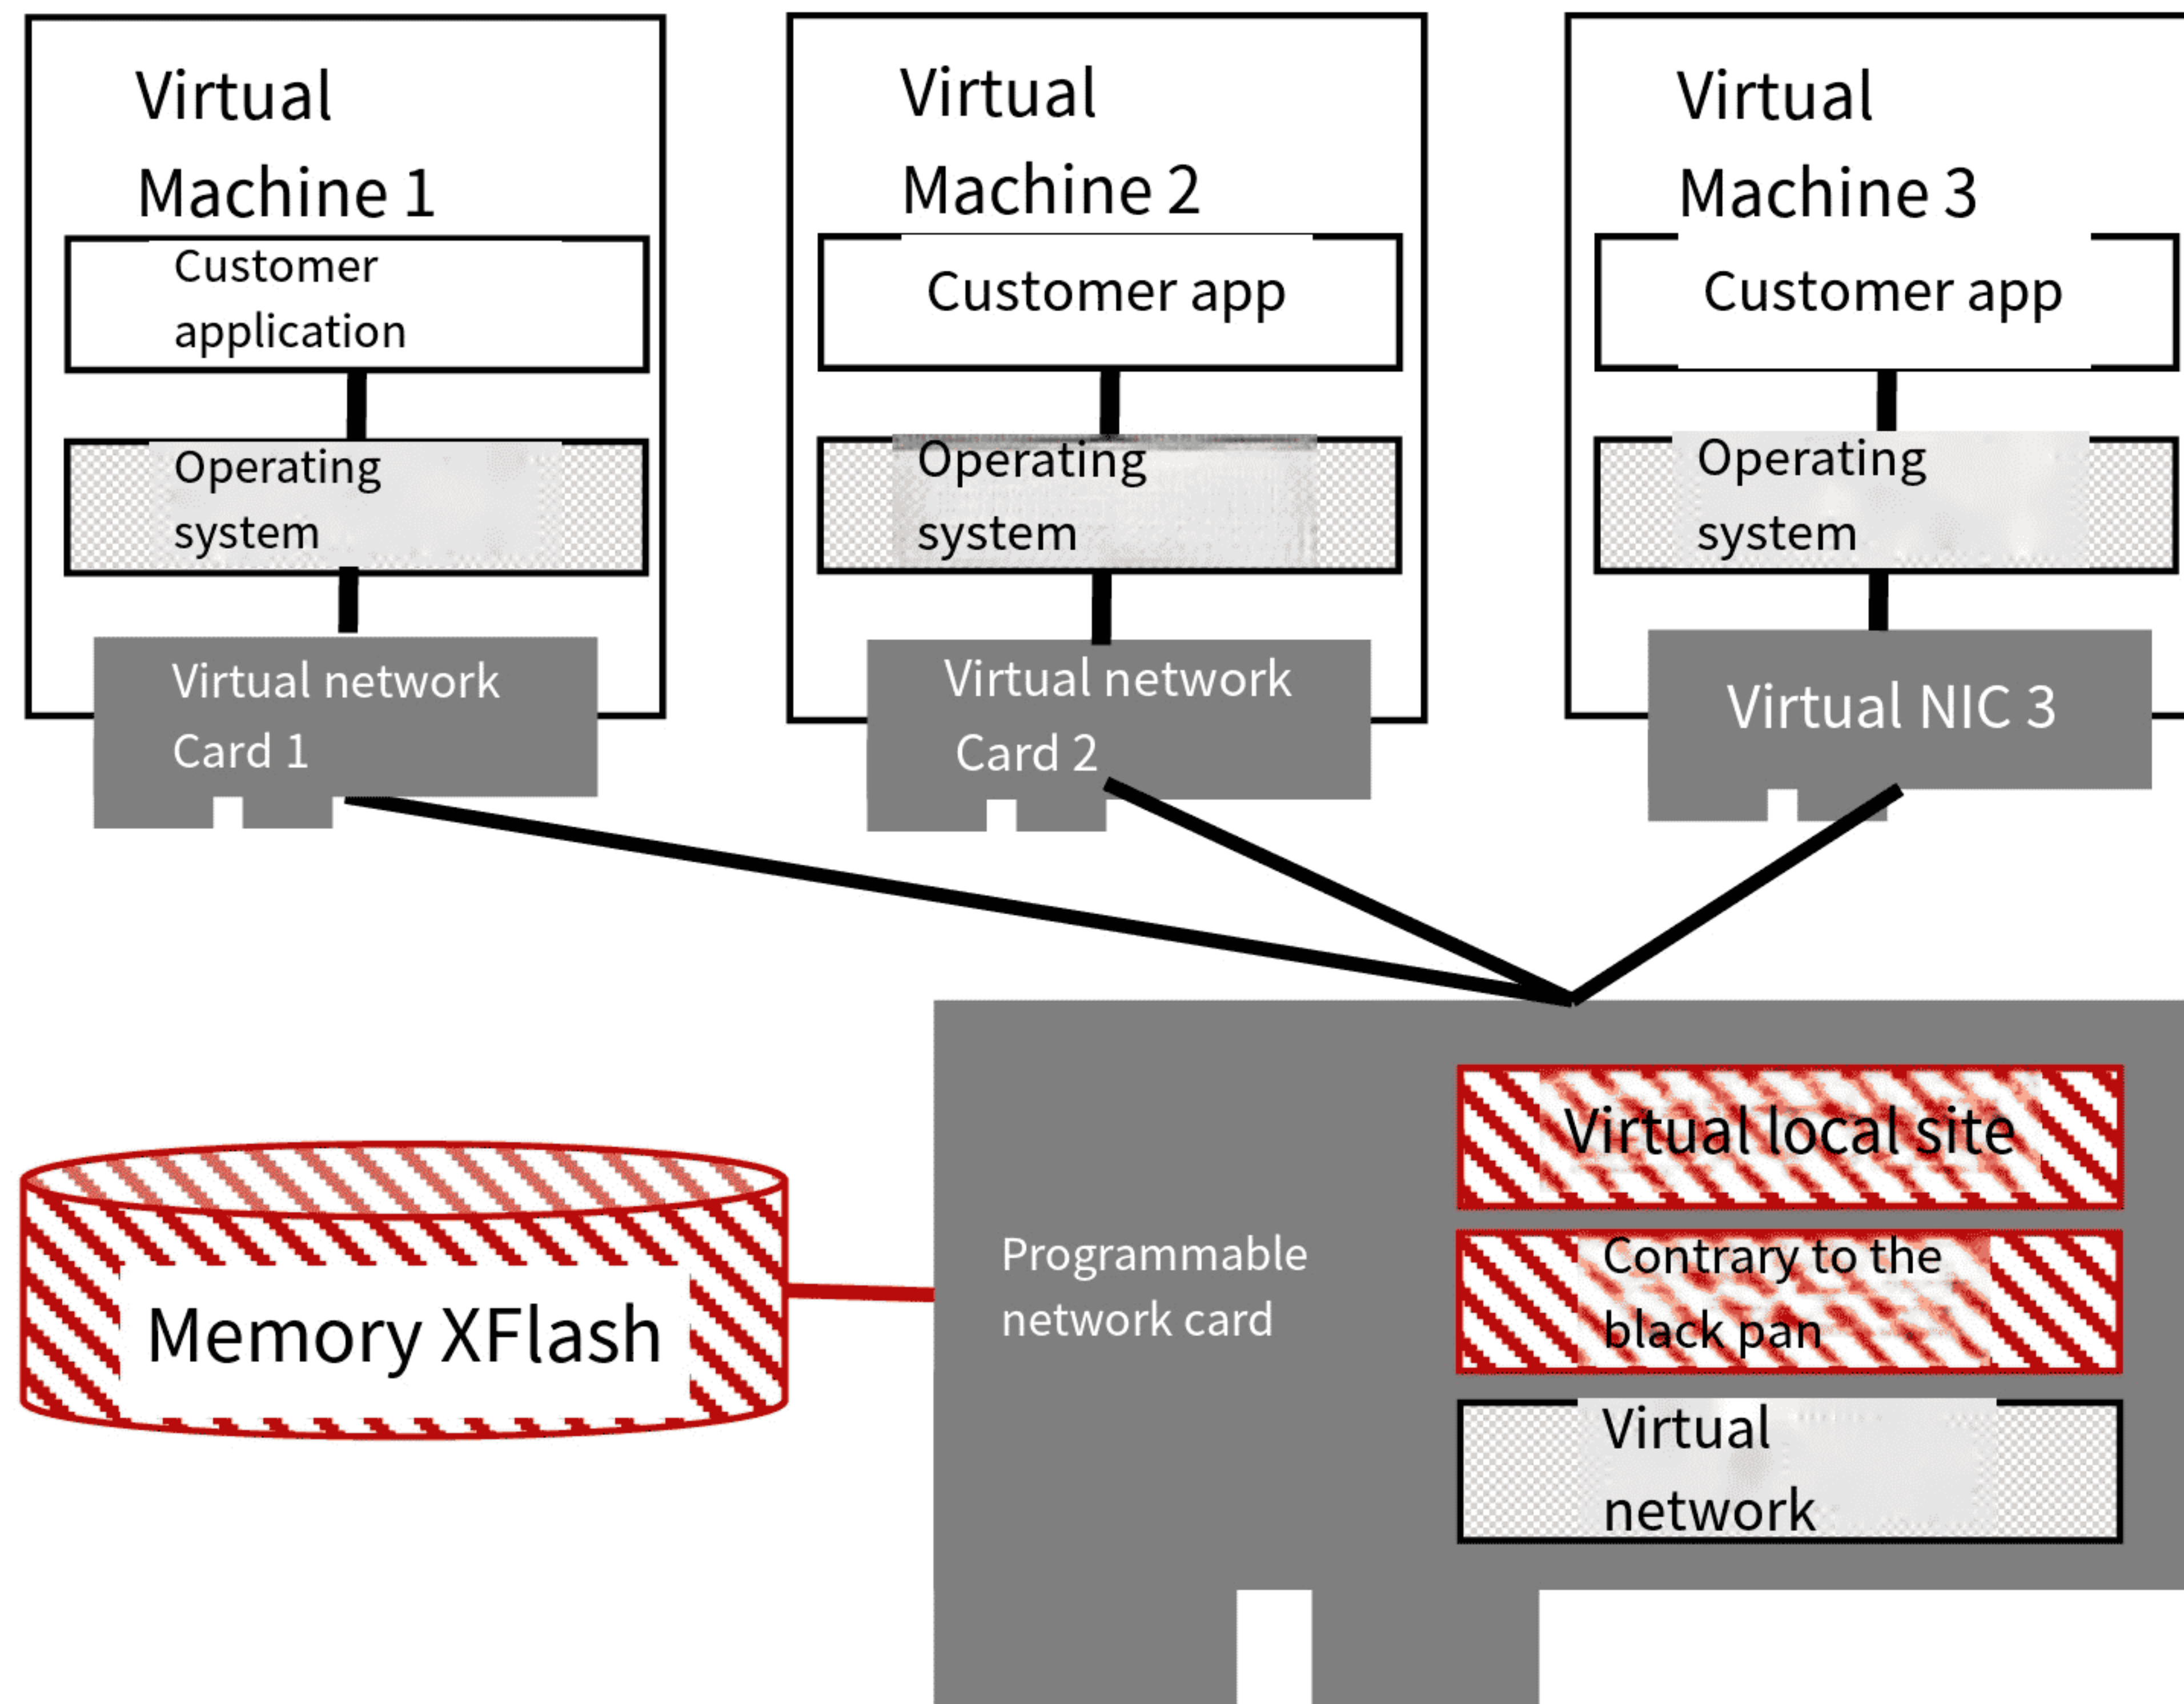 Virtual
Machine 1
Customer
application
Operating
system
Virtual network
Card 1
Virtual
Machine 2
Customer app
Operating
system
Virtual network
Card 2
Virtual
Machine 3
Customer app
Operating
system
Virtual NIC 3
Memory XFlash
Programmable
network card
Virtual local site
Contrary to the
black pan
Virtual
network